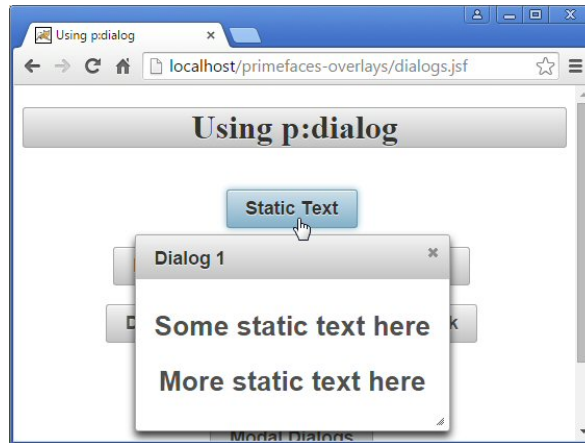 Using p:dialog
localhost/primefaces-overlays/dialogs.jsf
Using p:dialog
Static Text
Dialog 1
Some static text here
More static text here
Modal Dialogs